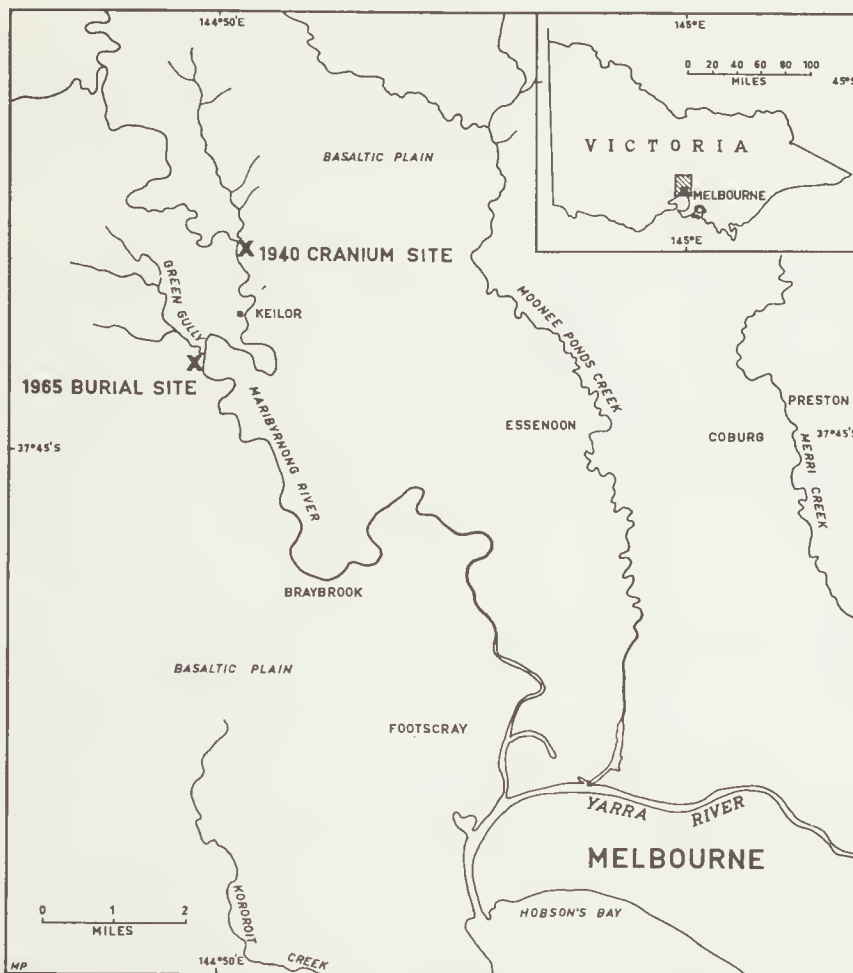 144°50'E
145°E
0 20 40 60 80 100
MILES
45°S
VICTORIA
MELBOURNE
145°E
BASALTIC PLAIN
1940 CRANIUM SITE
GREEN GULLY
KEILOR
1965 BURIAL SITE
MOONEE PONDS CREEK
MARIBYRNONG RIVER
ESSENOON
PRESTON
COBURG
37°45'S
37°45'S
MERRI CREEK
BRAYBROOK
BASALTIC PLAIN
FOOTSCRAY
YARRA RIVER
MELBOURNE
HOBSON'S BAY
0 1 2
MILES
KOROROIT CREEK
144°50'E
MP